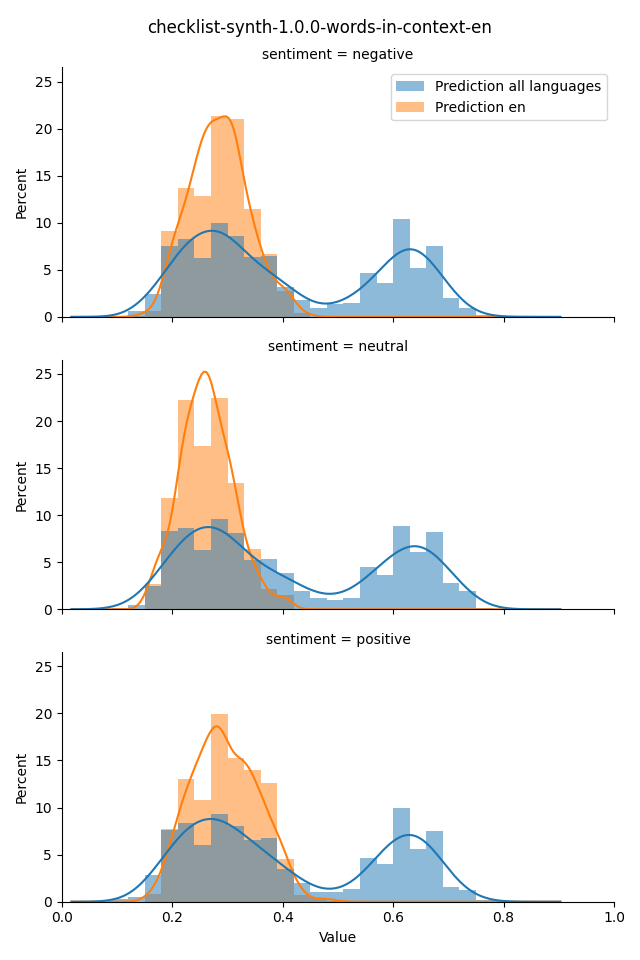 checklist-synth-1.0.0-words-in-context-en
sentiment = negative
25
20
15
10
5
0
Percent
Prediction all languages
Prediction en
sentiment = neutral
25
20
15
10
5
0
Percent
sentiment = positive
25
20
15
10
5
0
Percent
0.0 0.2 0.4 0.6 0.8 1.0
Value